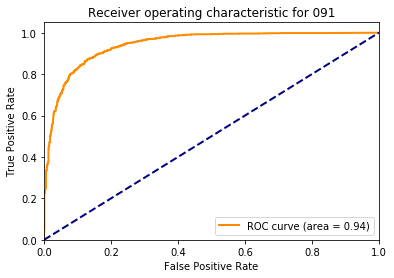 Receiver operating characteristic for 091
True Positive Rate
1.0
0.8
0.6
0.4
0.2
0.0
ROC curve (area = 0.94)
0.0 0.2 0.4 0.6 0.8 1.0
False Positive Rate